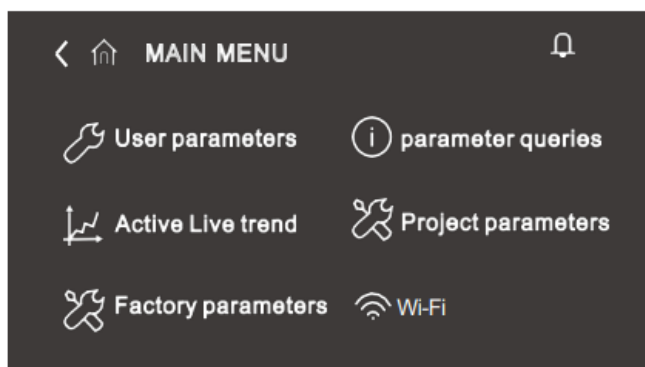 MAIN MENU
User parameters
parameter queries
Active Live trend
Project parameters
Factory parameters
Wi-Fi